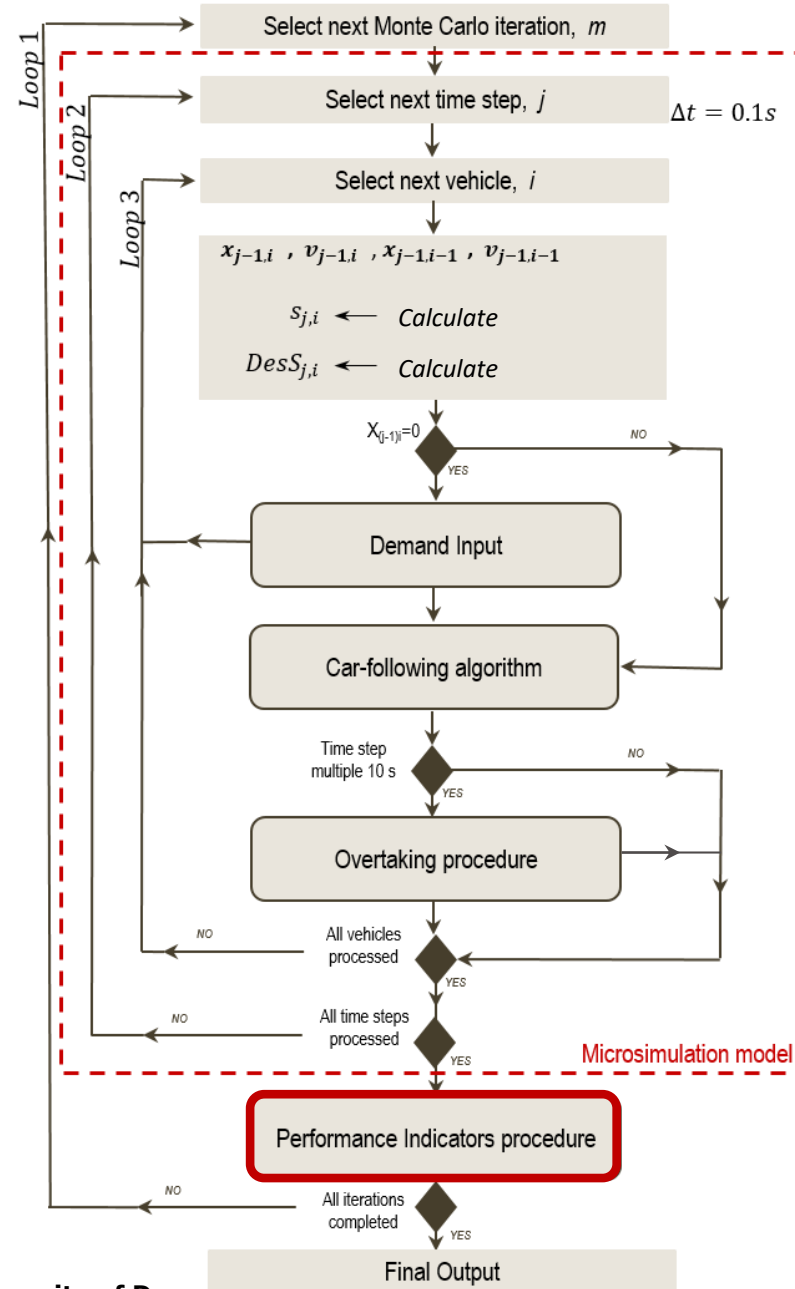 Select next Monte Carlo iteration, m
Loop 1
Select next time step, j
Δt = 0.1s
Loop 2
Select next vehicle, i
Loop 3
x_{j−1,i} , v_{j−1,i} , x_{j−1,i−1} , v_{j−1,i−1}
s_{j,i} ← Calculate
DesS_{j,i} ← Calculate
X_{(j-1)i}=0
NO
YES
Demand Input
Car-following algorithm
Time step
multiple 10 s
NO
YES
Overtaking procedure
All vehicles
processed
NO
YES
All time steps
processed
NO
YES
Microsimulation model
Performance Indicators procedure
All iterations
completed
NO
YES
Final Output